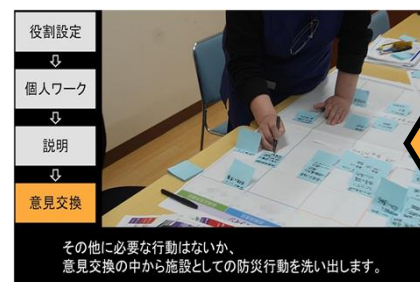 役割設定
個人ワーク
説明
意見交換
その他に必要な行動はないか、
意見交換の中から施設としての防災行動を洗い出します。